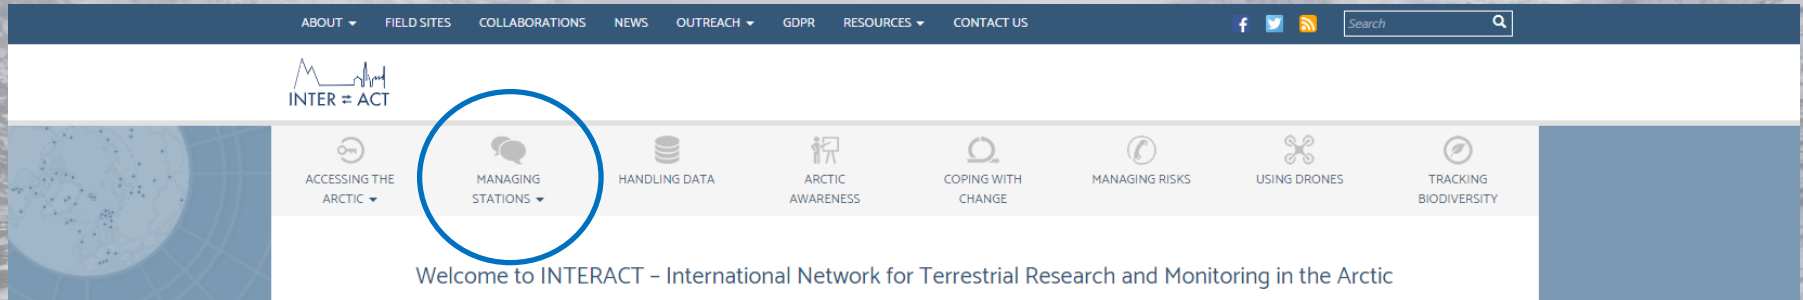 ABOUT FIELD SITES COLLABORATIONS NEWS OUTREACH GDPR RESOURCES CONTACT US Search
INTER ⇄ ACT
ACCESSING THE
ARCTIC
MANAGING
STATIONS
HANDLING DATA
ARCTIC
AWARENESS
COPING WITH
CHANGE
MANAGING RISKS
USING DRONES
TRACKING
BIODIVERSITY
Welcome to INTERACT – International Network for Terrestrial Research and Monitoring in the Arctic